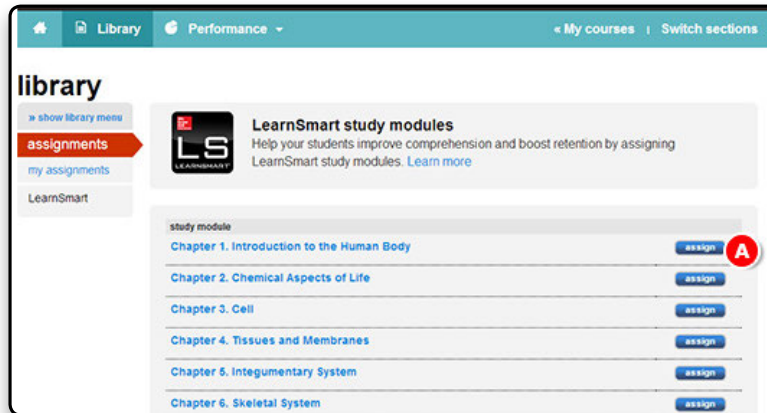 Library Performance « My courses | Switch sections
library
» show library menu
assignments
my assignments
LearnSmart
LS
LEARNSMART
LearnSmart study modules
Help your students improve comprehension and boost retention by assigning
LearnSmart study modules. Learn more
study module
Chapter 1. Introduction to the Human Body assign A
Chapter 2. Chemical Aspects of Life assign
Chapter 3. Cell assign
Chapter 4. Tissues and Membranes assign
Chapter 5. Integumentary System assign
Chapter 6. Skeletal System assign